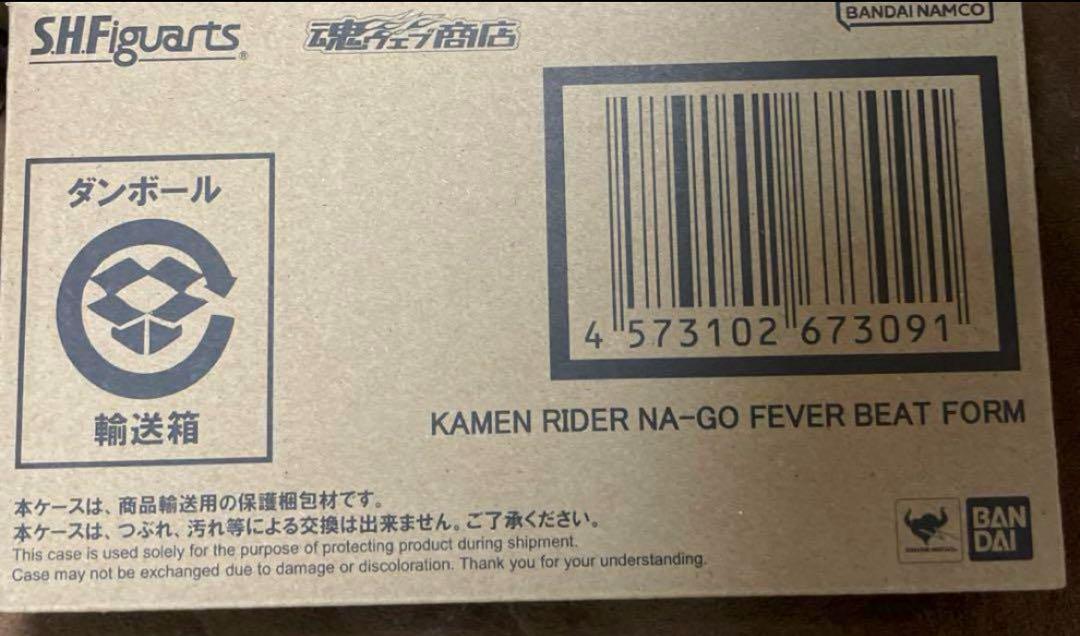 S.H.Figuarts®
魂ウェブ商店
BANDAI NAMCO
ダンボール
輸送箱
4 573102 673091
KAMEN RIDER NA-GO FEVER BEAT FORM
本ケースは、商品輸送用の保護梱包材です。
本ケースは、つぶれ、汚れ等による交換は出来ません。ご了承ください。
This case is used solely for the purpose of protecting product during shipment.
Case may not be exchanged due to damage or discoloration. Thank you for your understanding.
BAN
DAI